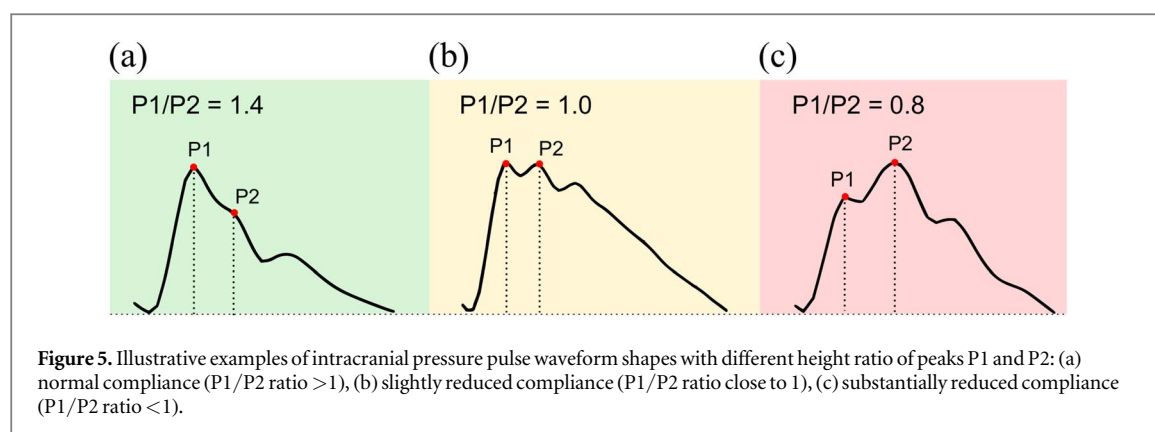 (a) (b) (c)
P1/P2 = 1.4 P1/P2 = 1.0 P1/P2 = 0.8
P1 P2
P1 P2
P1 P2
Figure 5. Illustrative examples of intracranial pressure pulse waveform shapes with different height ratio of peaks P1 and P2: (a)
normal compliance (P1/P2 ratio >1), (b) slightly reduced compliance (P1/P2 ratio close to 1), (c) substantially reduced compliance
(P1/P2 ratio <1).